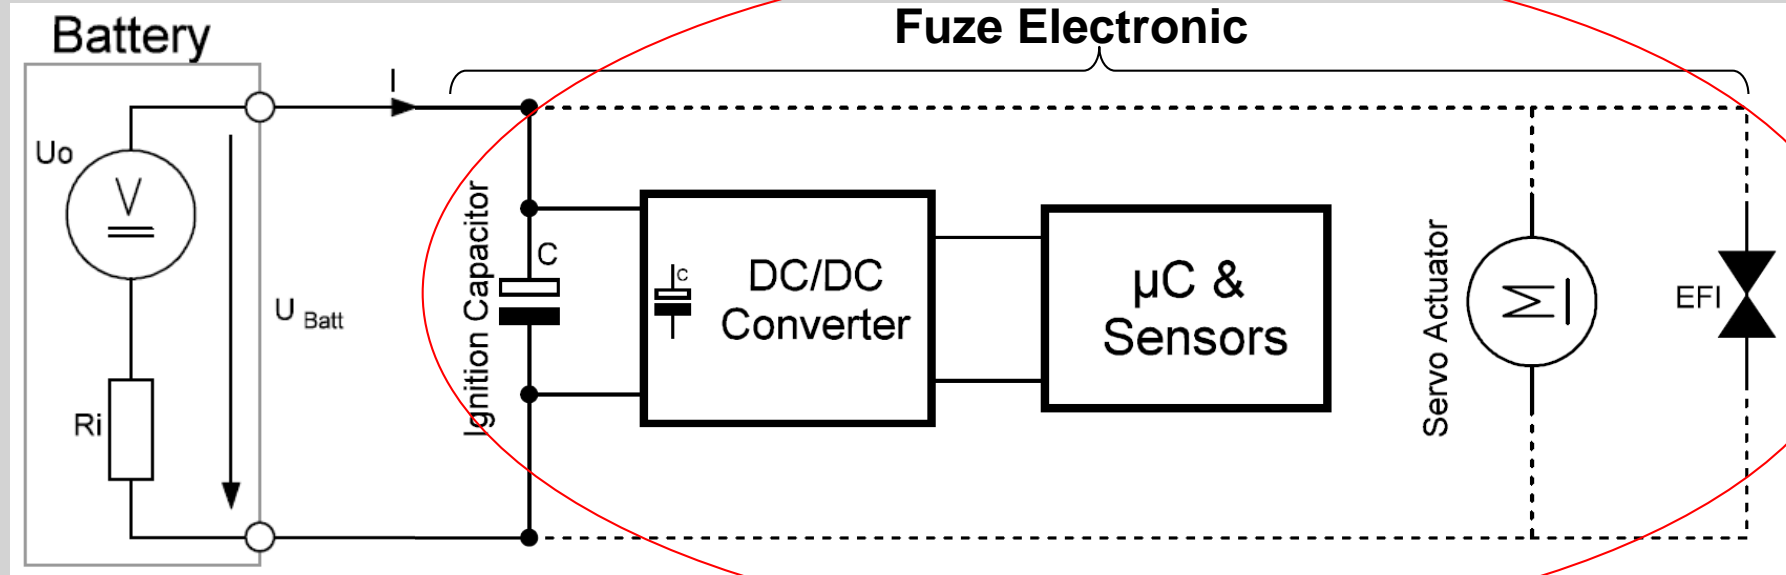 Fuze Electronic
Battery
I
Uo
V
U Batt
Ri
Ignition Capacitor
C
C
DC/DC
Converter
µC &
Sensors
Servo Actuator
M
EFI